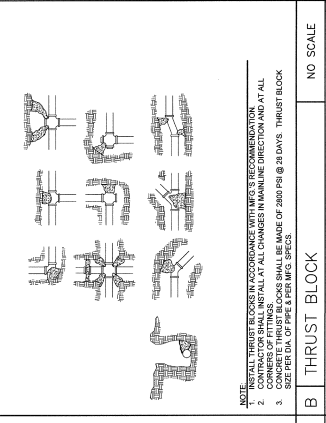 NOTE:
1. INSTALL THRUST BLOCKS IN ACCORDANCE WITH MFG.'S RECOMMENDATION.
2. CONTRACTOR SHALL INSTALL AT ALL CHANGES IN MAINLINE DIRECTION AND AT ALL
CORNERS OF FITTINGS.
3. CONCRETE THRUST BLOCKS SHALL BE MADE OF 2800 PSI @ 28 DAYS. THRUST BLOCK
SIZE PER DIA. OF PIPE & PER MFG. SPECS.
B THRUST BLOCK NO SCALE